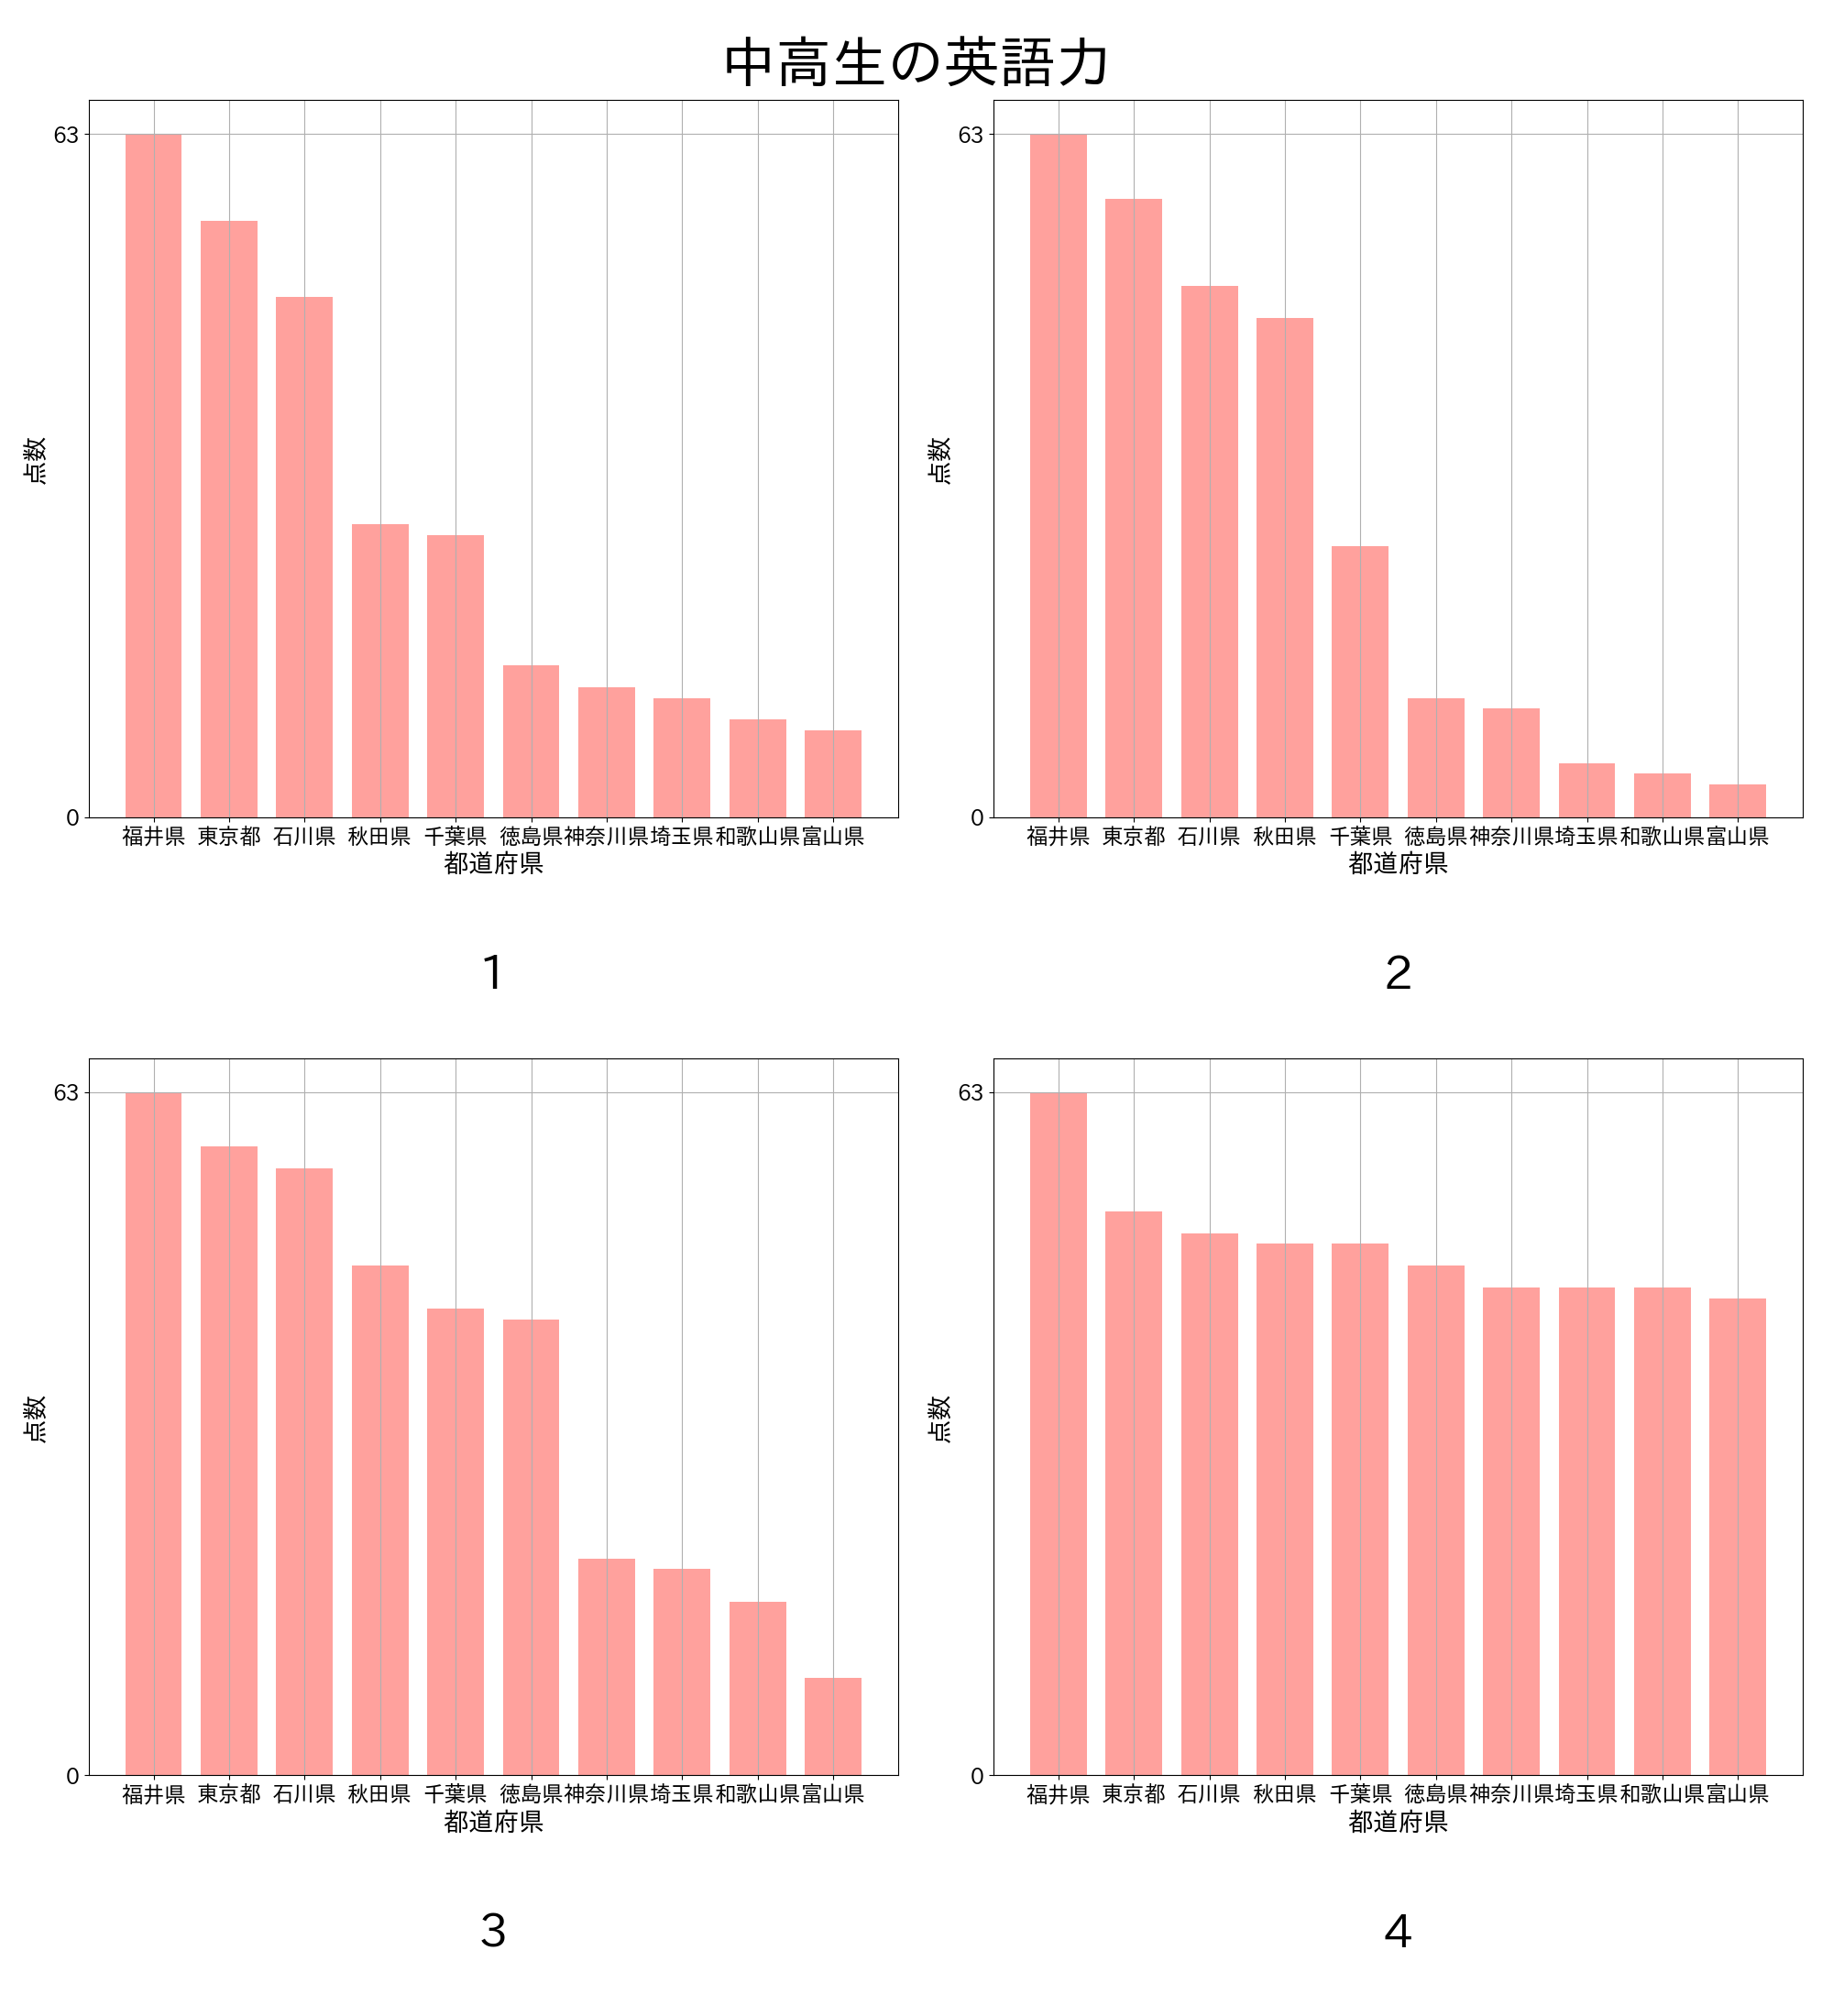 中高生の英語力
63
0
点数
福井県 東京都 石川県 秋田県 千葉県 徳島県 神奈川県 埼玉県 和歌山県 富山県
都道府県
1
63
0
点数
福井県 東京都 石川県 秋田県 千葉県 徳島県 神奈川県 埼玉県 和歌山県 富山県
都道府県
2
63
0
点数
福井県 東京都 石川県 秋田県 千葉県 徳島県 神奈川県 埼玉県 和歌山県 富山県
都道府県
3
63
0
点数
福井県 東京都 石川県 秋田県 千葉県 徳島県 神奈川県 埼玉県 和歌山県 富山県
都道府県
4